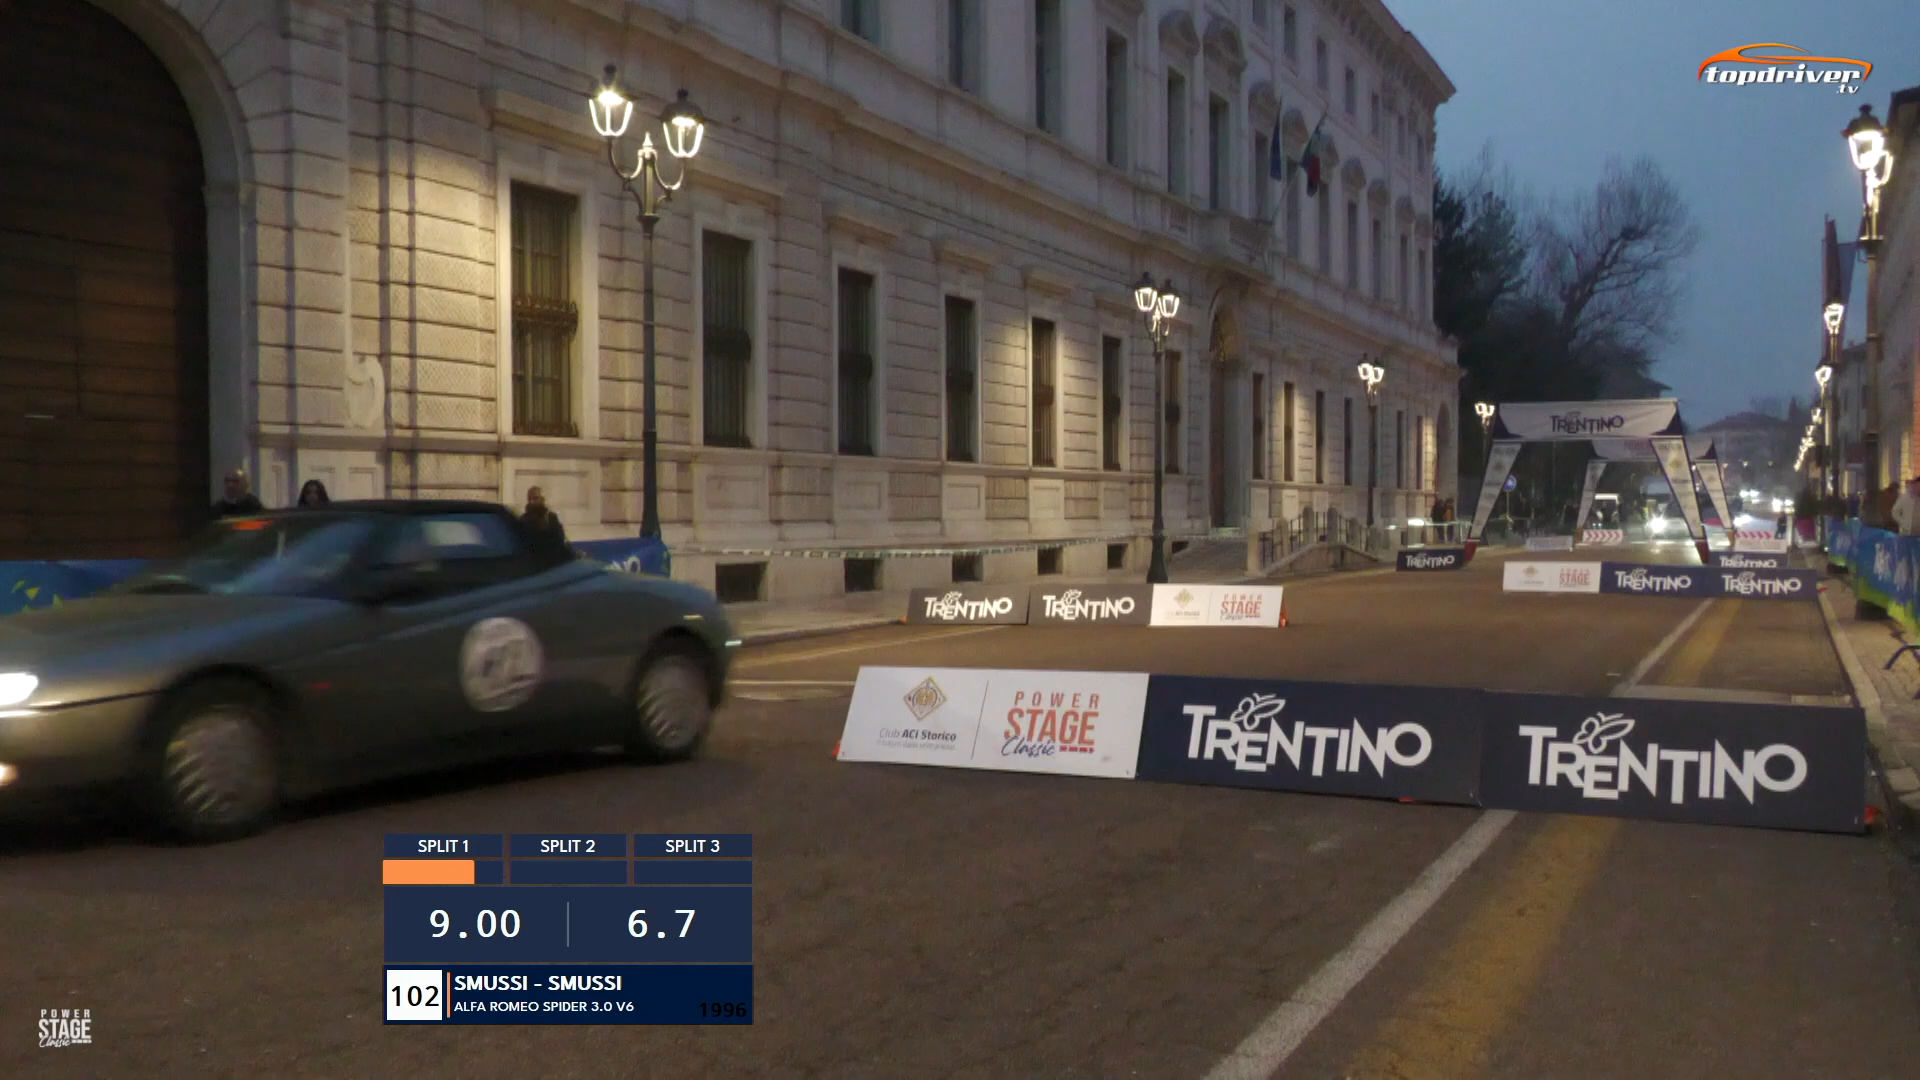 topdriver
.tv
TRENTINO
TRENTINO
TRENTINO
TRENTINO
POWER
STAGE
POWER
STAGE
Classic
TRENTINO
TRENTINO
TRENTINO
Club ACI Storico
POWER
STAGE
Classic
TRENTINO
TRENTINO
SPLIT 1
SPLIT 2
SPLIT 3
9.00
6.7
102
SMUSSI - SMUSSI
ALFA ROMEO SPIDER 3.0 V6
1996
POWER
STAGE
Classic